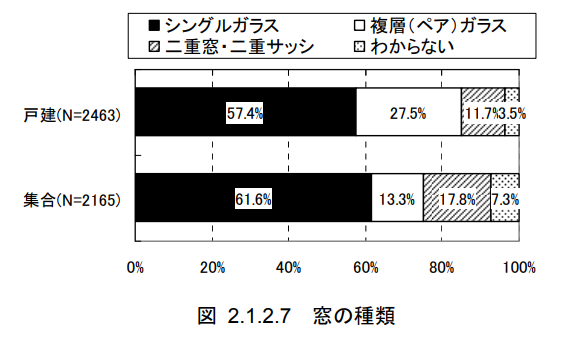 シングルガラス 複層(ペア)ガラス
二重窓・二重サッシ わからない
戸建(N=2463) 57.4% 27.5% 11.7% 3.5%
集合(N=2165) 61.6% 13.3% 17.8% 7.3%
0% 20% 40% 60% 80% 100%
図 2.1.2.7 窓の種類